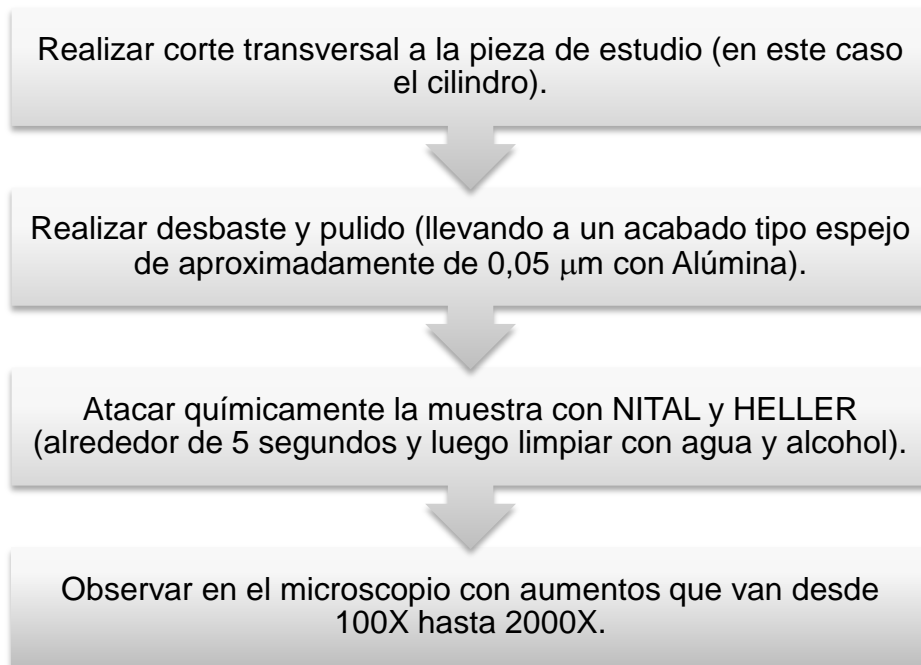 Realizar corte transversal a la pieza de estudio (en este caso
el cilindro).
Realizar desbaste y pulido (llevando a un acabado tipo espejo
de aproximadamente de 0,05 μm con Alúmina).
Atacar químicamente la muestra con NITAL y HELLER
(alrededor de 5 segundos y luego limpiar con agua y alcohol).
Observar en el microscopio con aumentos que van desde
100X hasta 2000X.